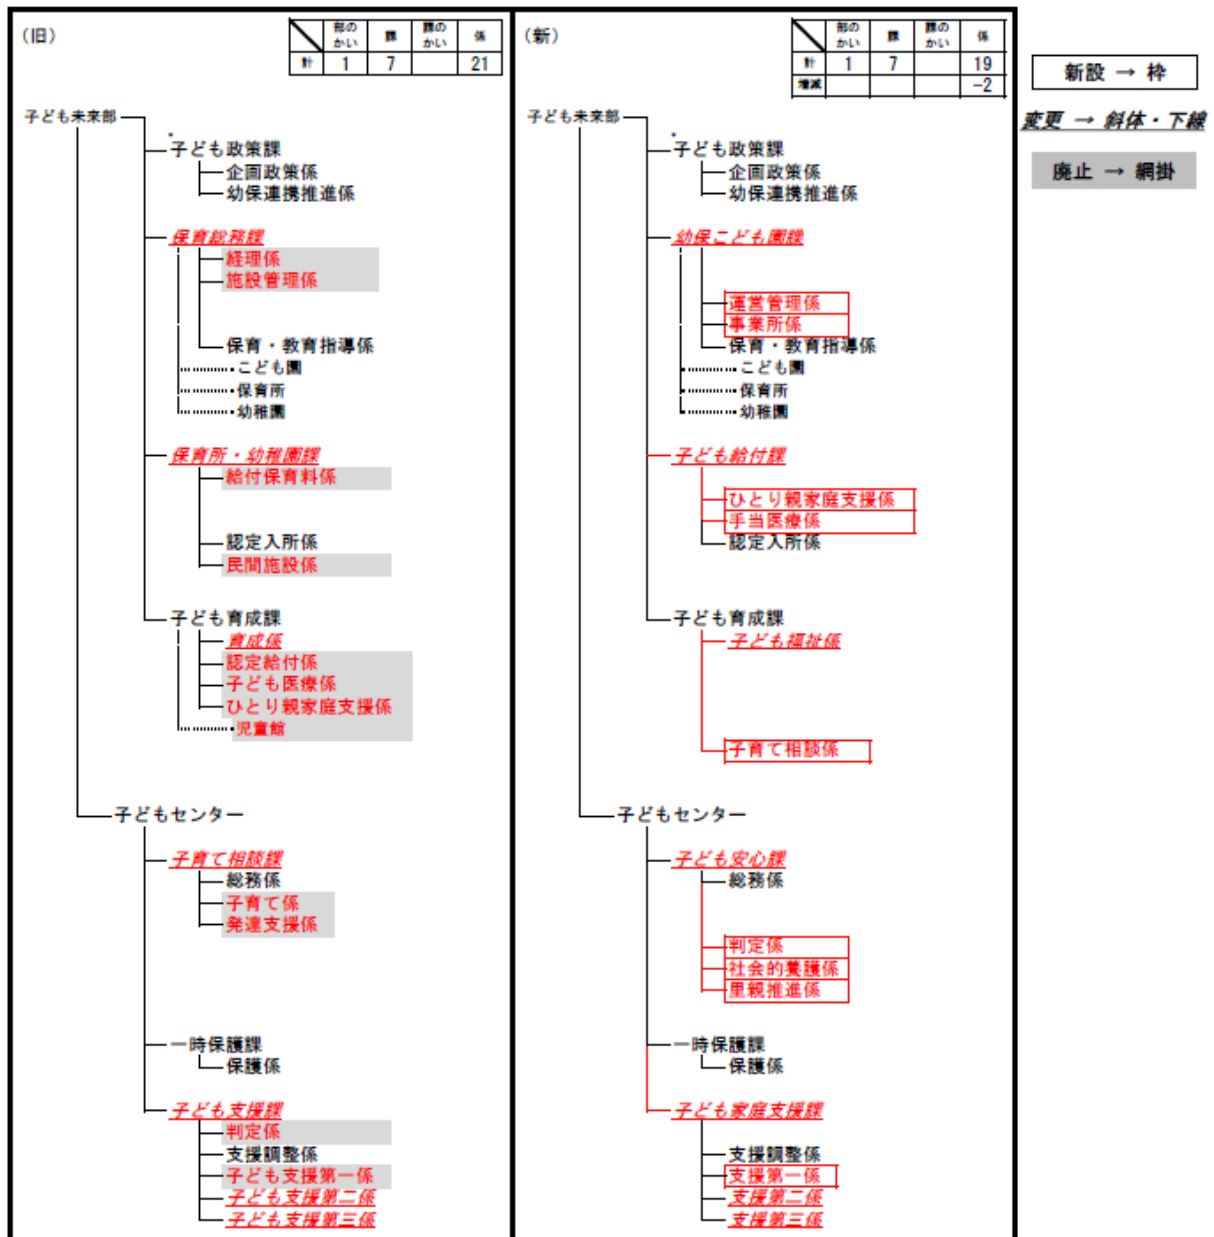 (旧)
部の
かい
課
課の
かい
係
計 1 7 21
子ども未来部
子ども政策課
企画政策係
幼保連携推進係
保育総務課
経理係
施設管理係
保育・教育指導係
こども園
保育所
幼稚園
保育所・幼稚園課
給付保育料係
認定入所係
民間施設係
子ども育成課
育成係
認定給付係
子ども医療係
ひとり親家庭支援係
児童館
子どもセンター
子育て相談課
総務係
子育て係
発達支援係
一時保護課
保護係
子ども支援課
判定係
支援調整係
子ども支援第一係
子ども支援第二係
子ども支援第三係
(新)
部の
かい
課
課の
かい
係
計 1 7 19
増減 -2
子ども未来部
子ども政策課
企画政策係
幼保連携推進係
幼保こども園課
運営管理係
事業所係
保育・教育指導係
こども園
保育所
幼稚園
子ども給付課
ひとり親家庭支援係
手当医療係
認定入所係
子ども育成課
子ども福祉係
子育て相談係
子どもセンター
子ども安心課
総務係
判定係
社会的養護係
里親推進係
一時保護課
保護係
子ども家庭支援課
支援調整係
支援第一係
支援第二係
支援第三係
新設 → 枠
変更 → 斜体・下線
廃止 → 網掛